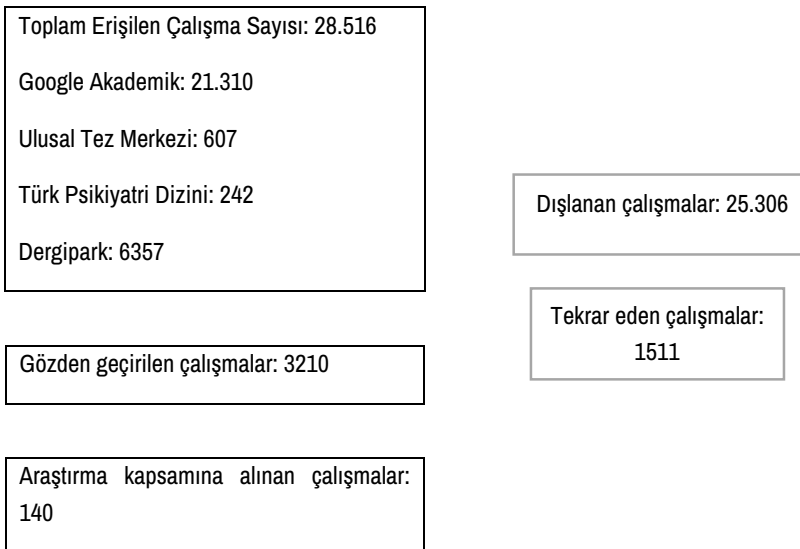 Toplam Erişilen Çalışma Sayısı: 28.516
Google Akademik: 21.310
Ulusal Tez Merkezi: 607
Türk Psikiyatri Dizini: 242
Dergipark: 6357
Dışlanan çalışmalar: 25.306
Tekrar eden çalışmalar:
1511
Gözden geçirilen çalışmalar: 3210
Araştırma kapsamına alınan çalışmalar:
140